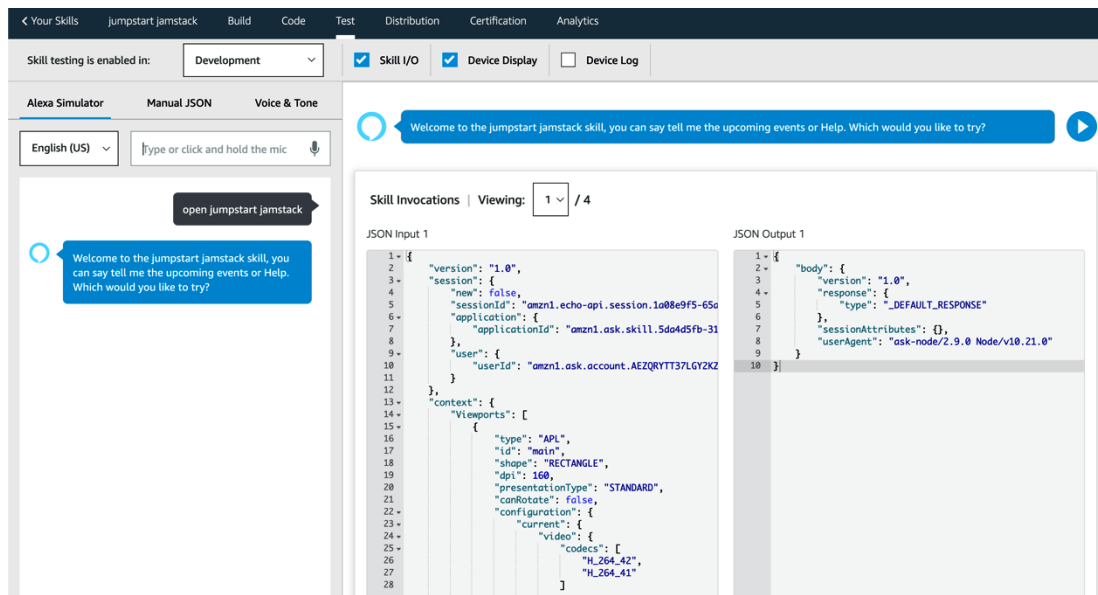 Your Skills jumpstart jamstack Build Code Test Distribution Certification Analytics
Skill testing is enabled in: Development Skill I/O Device Display Device Log
Alexa Simulator Manual JSON Voice & Tone
English (US) Type or click and hold the mic
open jumpstart jamstack
Welcome to the jumpstart jamstack skill, you
can say tell me the upcoming events or Help.
Which would you like to try?
Welcome to the jumpstart jamstack skill, you can say tell me the upcoming events or Help. Which would you like to try?
Skill Invocations | Viewing: 1 / 4
JSON Input 1
1 {
2 "version": "1.0",
3 "session": {
4 "new": false,
5 "sessionId": "amzn1.echo-api.session.1a08e9f5-65a
6 "application": {
7 "applicationId": "amzn1.ask.skill.5da4d5fb-31
8 },
9 "user": {
10 "userId": "amzn1.ask.account.AEZQRYTT37LGY2KZ
11 }
12 },
13 "context": {
14 "Viewports": [
15 {
16 "type": "APL",
17 "id": "main",
18 "shape": "RECTANGLE",
19 "dpi": 160,
20 "presentationType": "STANDARD",
21 "canRotate": false,
22 "configuration": {
23 "current": {
24 "video": {
25 "codecs": [
26 "H_264_42",
27 "H_264_41"
28 ]
JSON Output 1
1 {
2 "body": {
3 "version": "1.0",
4 "response": {
5 "type": "_DEFAULT_RESPONSE"
6 },
7 "sessionAttributes": {},
8 "userAgent": "ask-node/2.9.0 Node/v10.21.0"
9 }
10 }